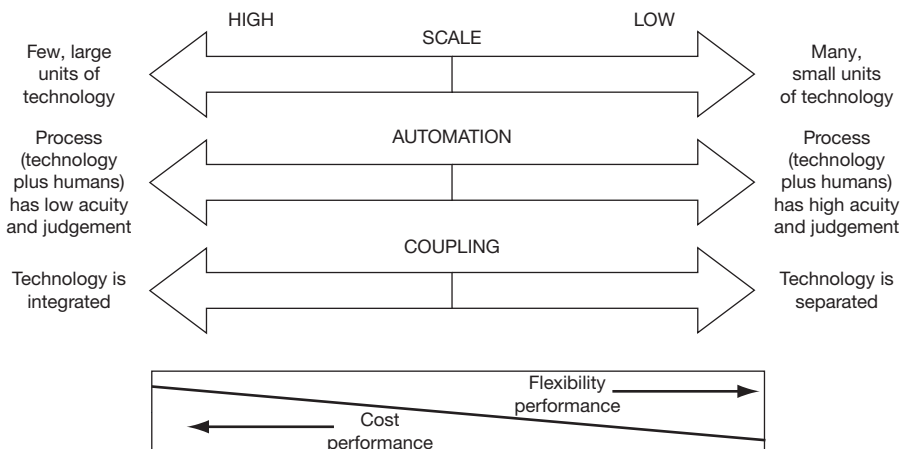 HIGH
LOW
SCALE
Few, large
units of
technology
Many,
small units
of technology
AUTOMATION
Process
(technology
plus humans)
has low acuity
and judgement
Process
(technology
plus humans)
has high acuity
and judgement
COUPLING
Technology is
integrated
Technology is
separated
Flexibility
performance
Cost
performance